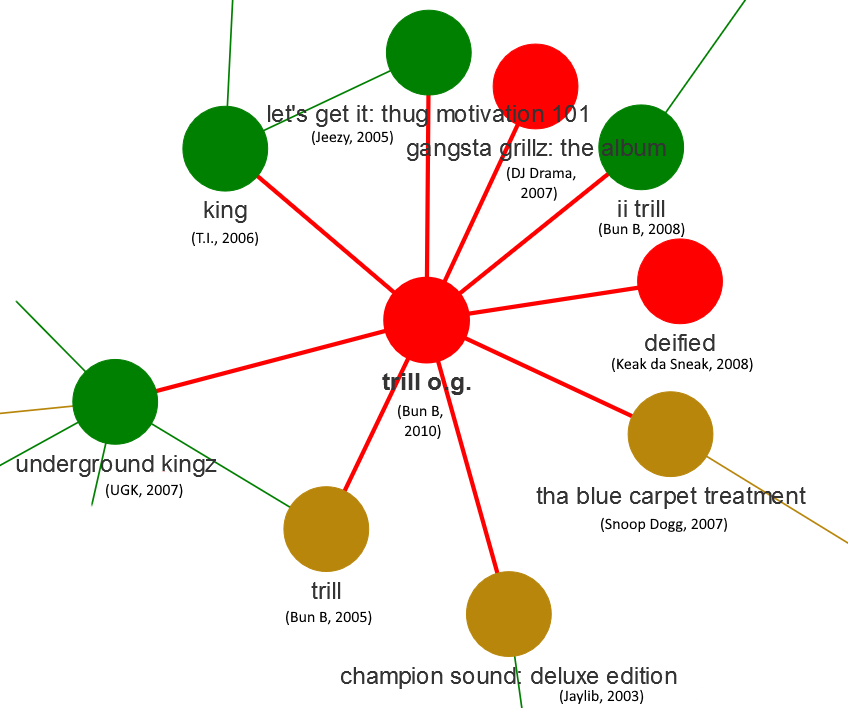 let's get it: thug motivation 101
(Jeezy, 2005)
gangsta grillz: the album
(DJ Drama,
2007)
king
(T.I., 2006)
ii trill
(Bun B, 2008)
deified
(Keak da Sneak, 2008)
trill o.g.
(Bun B,
2010)
underground kingz
(UGK, 2007)
tha blue carpet treatment
(Snoop Dogg, 2007)
trill
(Bun B, 2005)
champion sound: deluxe edition
(Jaylib, 2003)